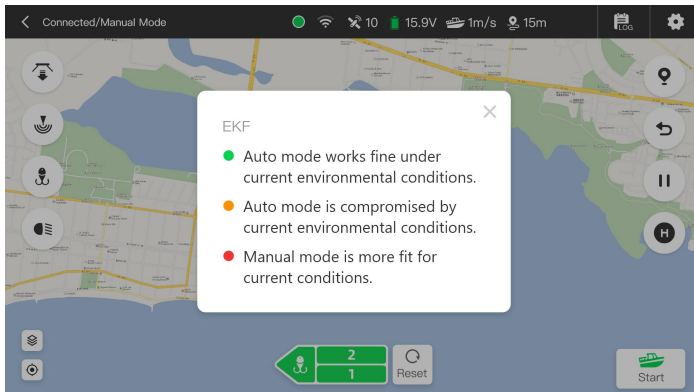 Connected/Manual Mode
10
15.9V
1m/s
15m
LOG
EKF
Auto mode works fine under
current environmental conditions.
Auto mode is compromised by
current environmental conditions.
Manual mode is more fit for
current conditions.
H
2
1
Reset
Start